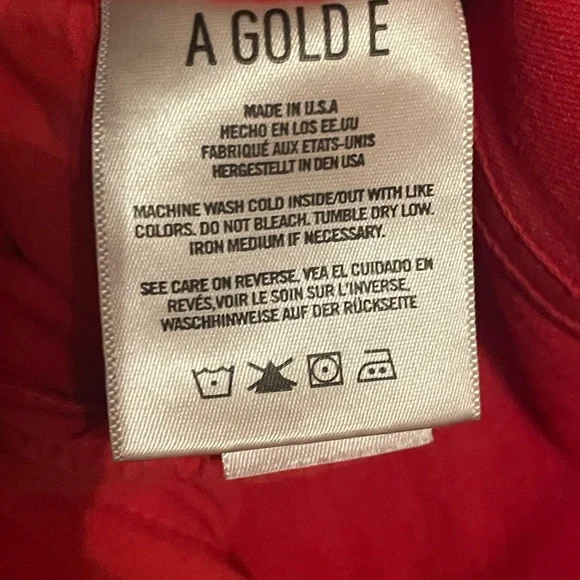 A GOLD E
MADE IN U.S.A
HECHO EN LOS EE.UU
FABRIQUÉ AUX ETATS-UNIS
HERGESTELLT IN DEN USA
MACHINE WASH COLD INSIDE/OUT WITH LIKE
COLORS. DO NOT BLEACH. TUMBLE DRY LOW.
IRON MEDIUM IF NECESSARY.
SEE CARE ON REVERSE, VEA EL CUIDADO EN
REVÉS,VOIR LE SOIN SUR L'INVERSE,
WASCHHINWEISE AUF DER RÜCKSEITE